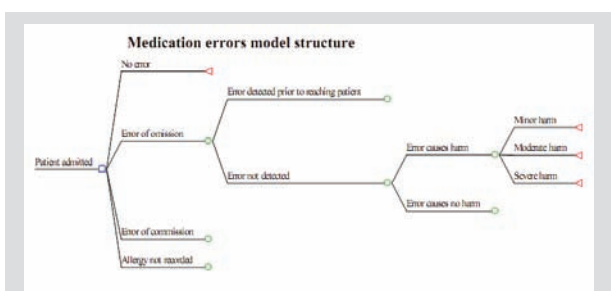 Medication errors model structure
No error
Error detected prior to reaching patient
Minor harm
Error of omission
Error causes harm
Moderate harm
Patient admitted
Error not detected
Severe harm
Error causes no harm
Error of commission
Allergy not recorded